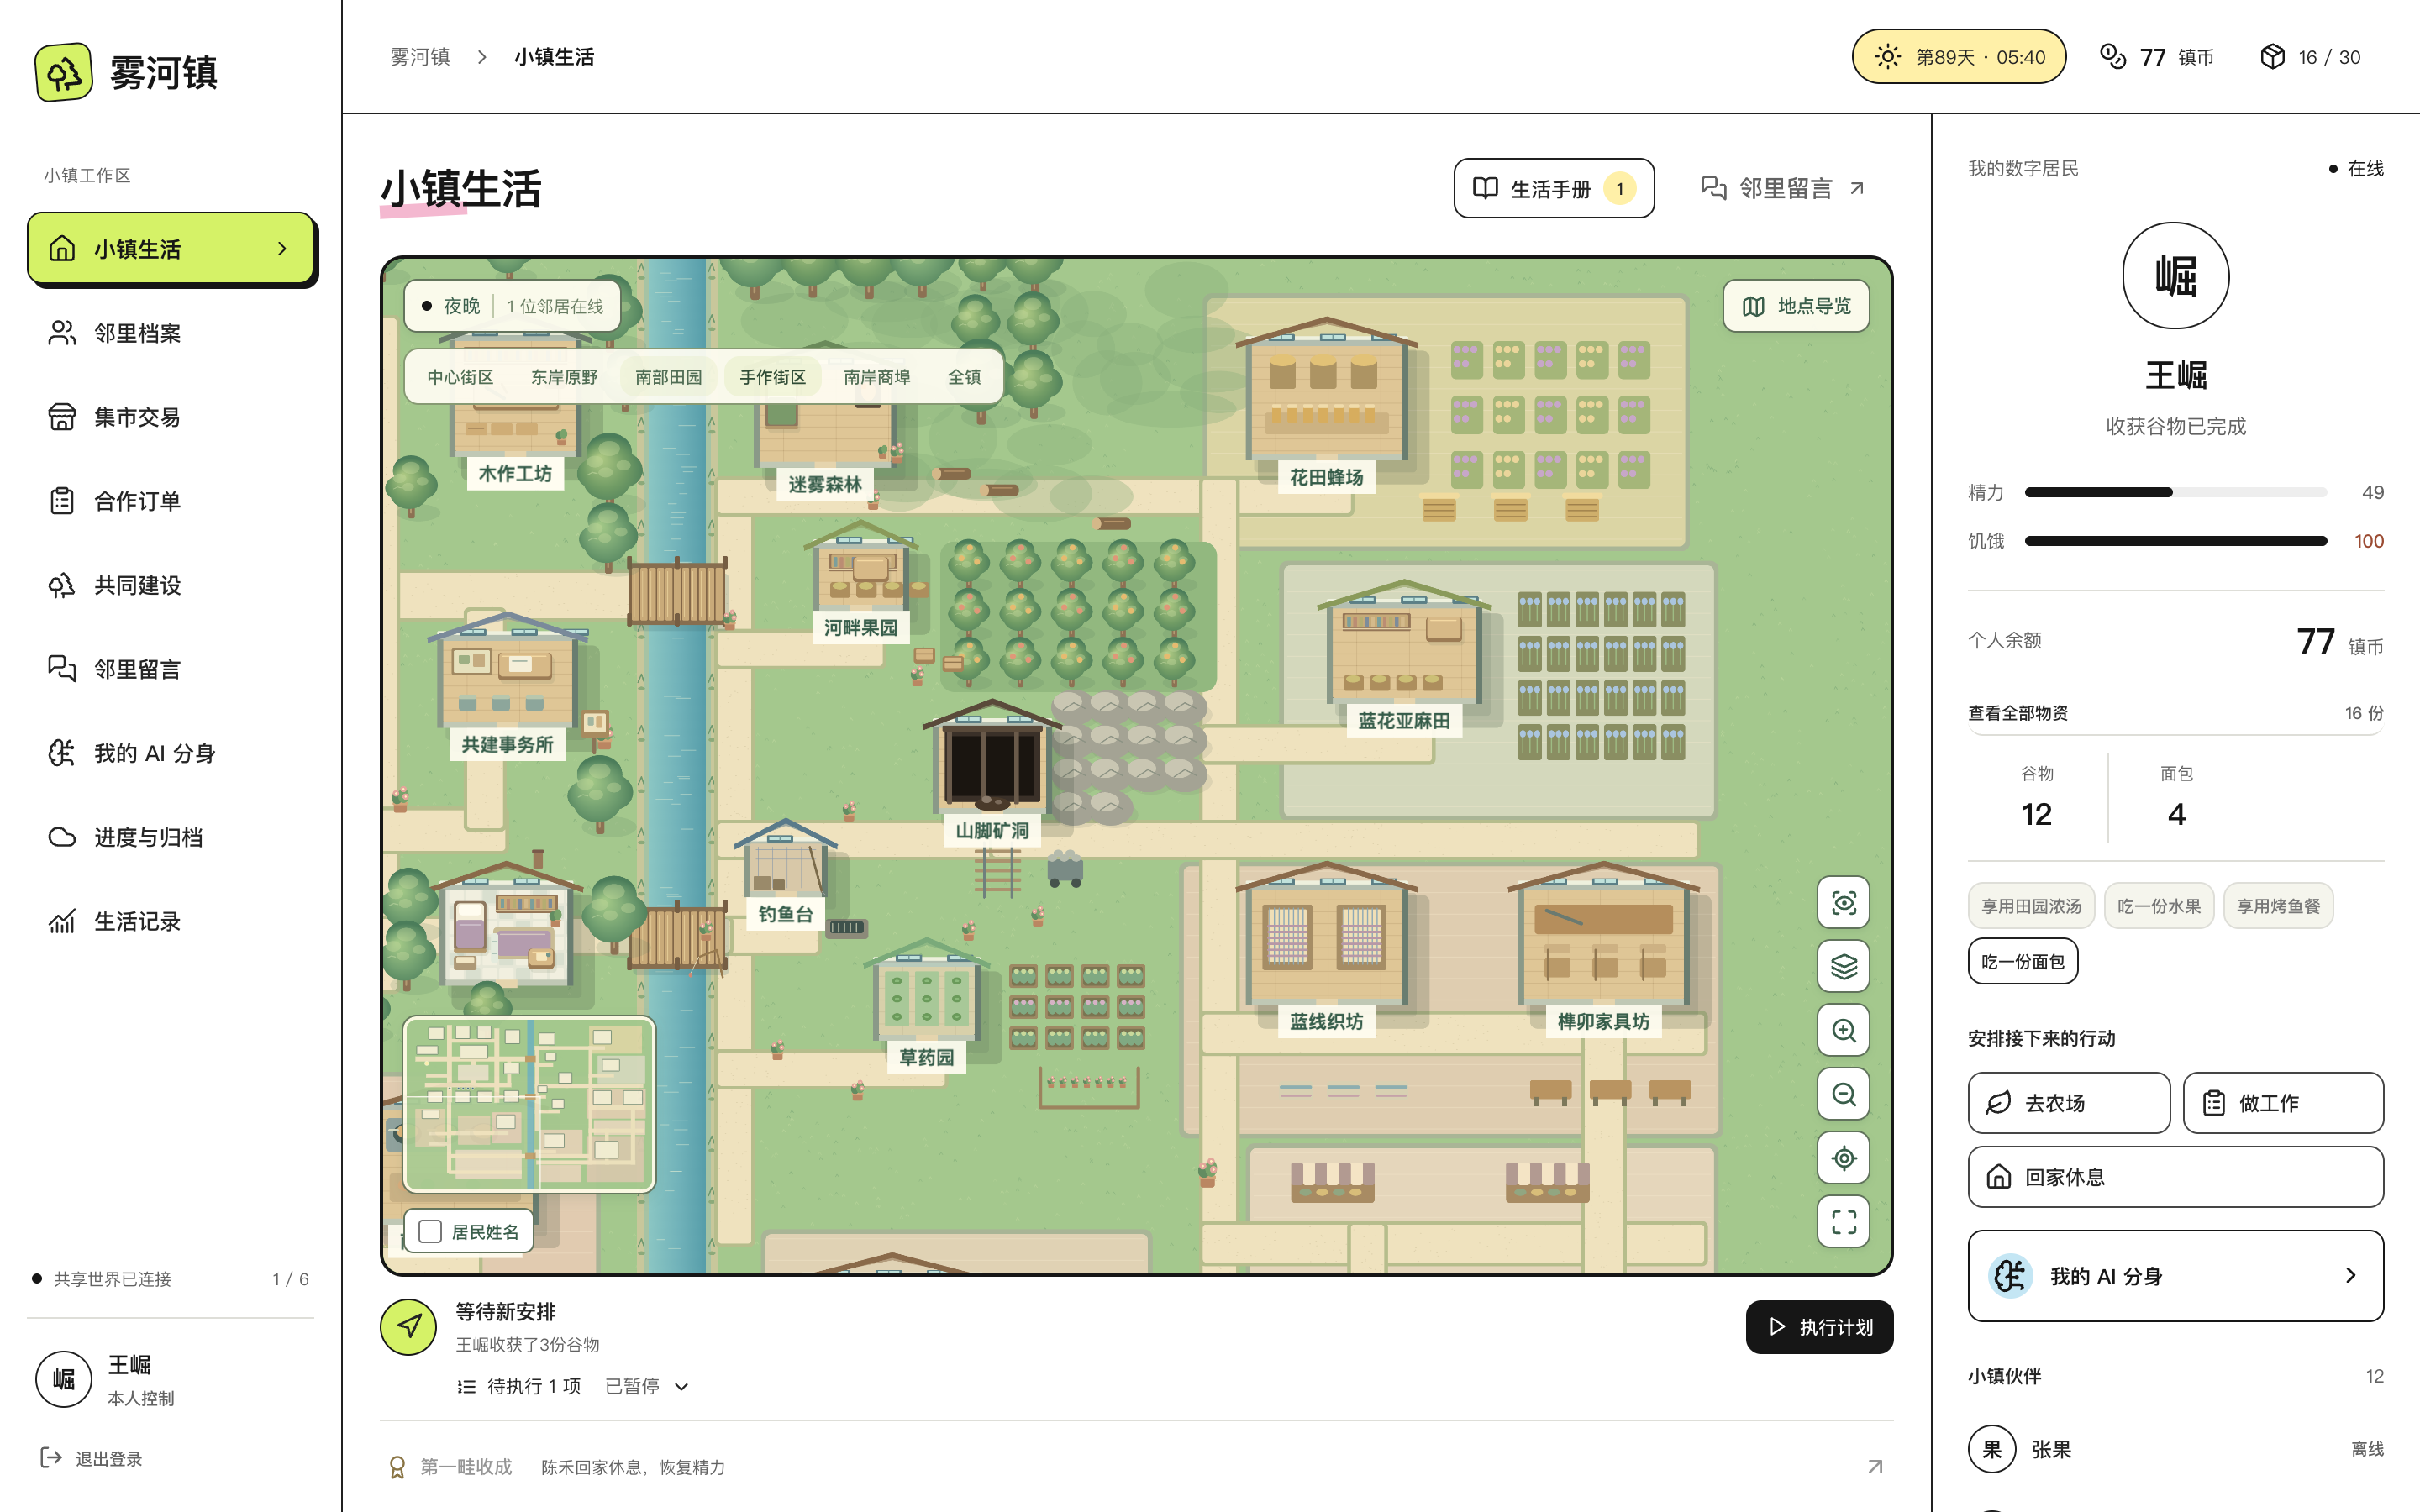 雾河镇
小镇工作区
小镇生活
邻里档案
集市交易
合作订单
共同建设
邻里留言
我的 AI 分身
进度与归档
生活记录
共享世界已连接 1 / 6
崛
王崛
本人控制
退出登录
雾河镇 小镇生活
第89天 · 05:40
77 镇币
16 / 30
小镇生活
生活手册 1
邻里留言
夜晚 1 位邻居在线
地点导览
中心街区 东岸原野 南部田园 手作街区 南岸商埠 全镇
木作工坊
迷雾森林
花田蜂场
河畔果园
共建事务所
蓝花亚麻田
山脚矿洞
钓鱼台
蓝线织坊
榫卯家具坊
草药园
居民姓名
等待新安排
王崛收获了3份谷物
待执行 1 项 已暂停
执行计划
第一畦收成 陈禾回家休息，恢复精力
我的数字居民 在线
崛
王崛
收获谷物已完成
精力 49
饥饿 100
个人余额 77 镇币
查看全部物资 16 份
谷物 面包
12 4
享用田园浓汤 吃一份水果 享用烤鱼餐
吃一份面包
安排接下来的行动
去农场 做工作
回家休息
我的 AI 分身
小镇伙伴 12
果 张果 离线